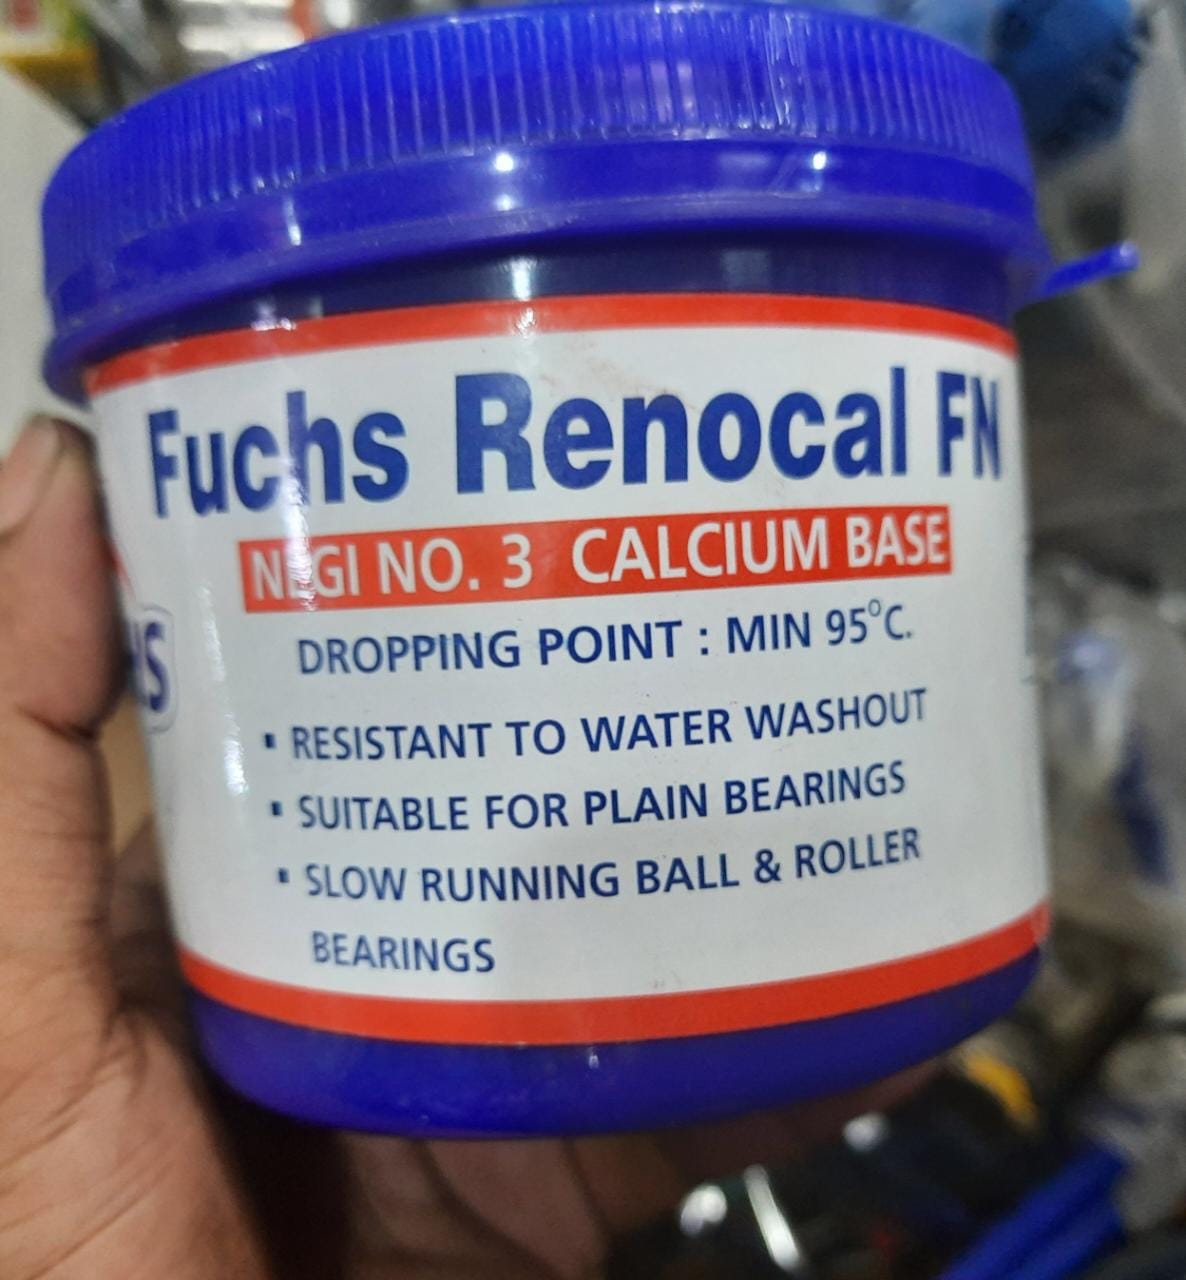 Fuchs Renocal FN
NLGI NO. 3 CALCIUM BASE
DROPPING POINT : MIN 95°C.
▪ RESISTANT TO WATER WASHOUT
▪ SUITABLE FOR PLAIN BEARINGS
▪ SLOW RUNNING BALL & ROLLER
BEARINGS
HS